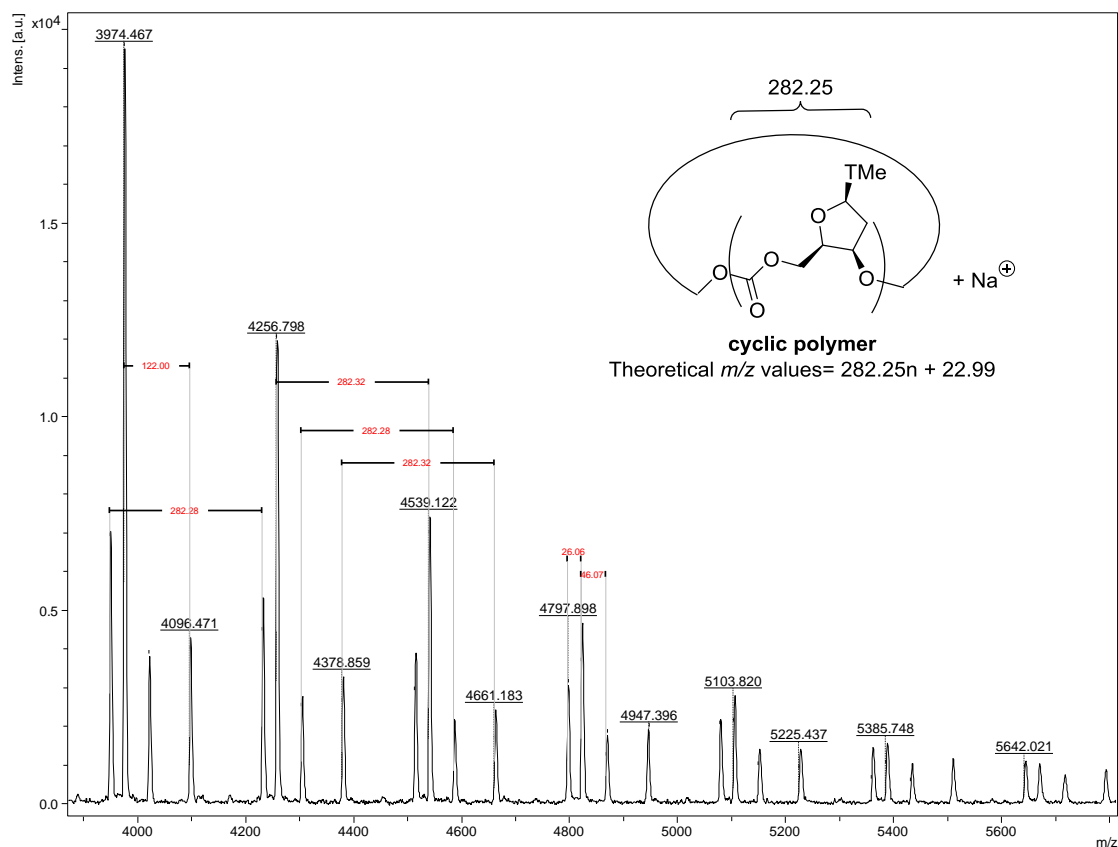 Intens. [a.u.]
x10⁴
3974.467
282.25
TMe
O
O
O
O
O
+ Na⊕
cyclic polymer
Theoretical m/z values= 282.25n + 22.99
4256.798
122.00
282.32
282.28
282.32
282.28
4539.122
26.06
46.07
4797.898
4096.471
4378.859
4661.183
4947.396
5103.820
5225.437
5385.748
5642.021
1.5
1.0
0.5
0.0
4000 4200 4400 4600 4800 5000 5200 5400 5600
m/z